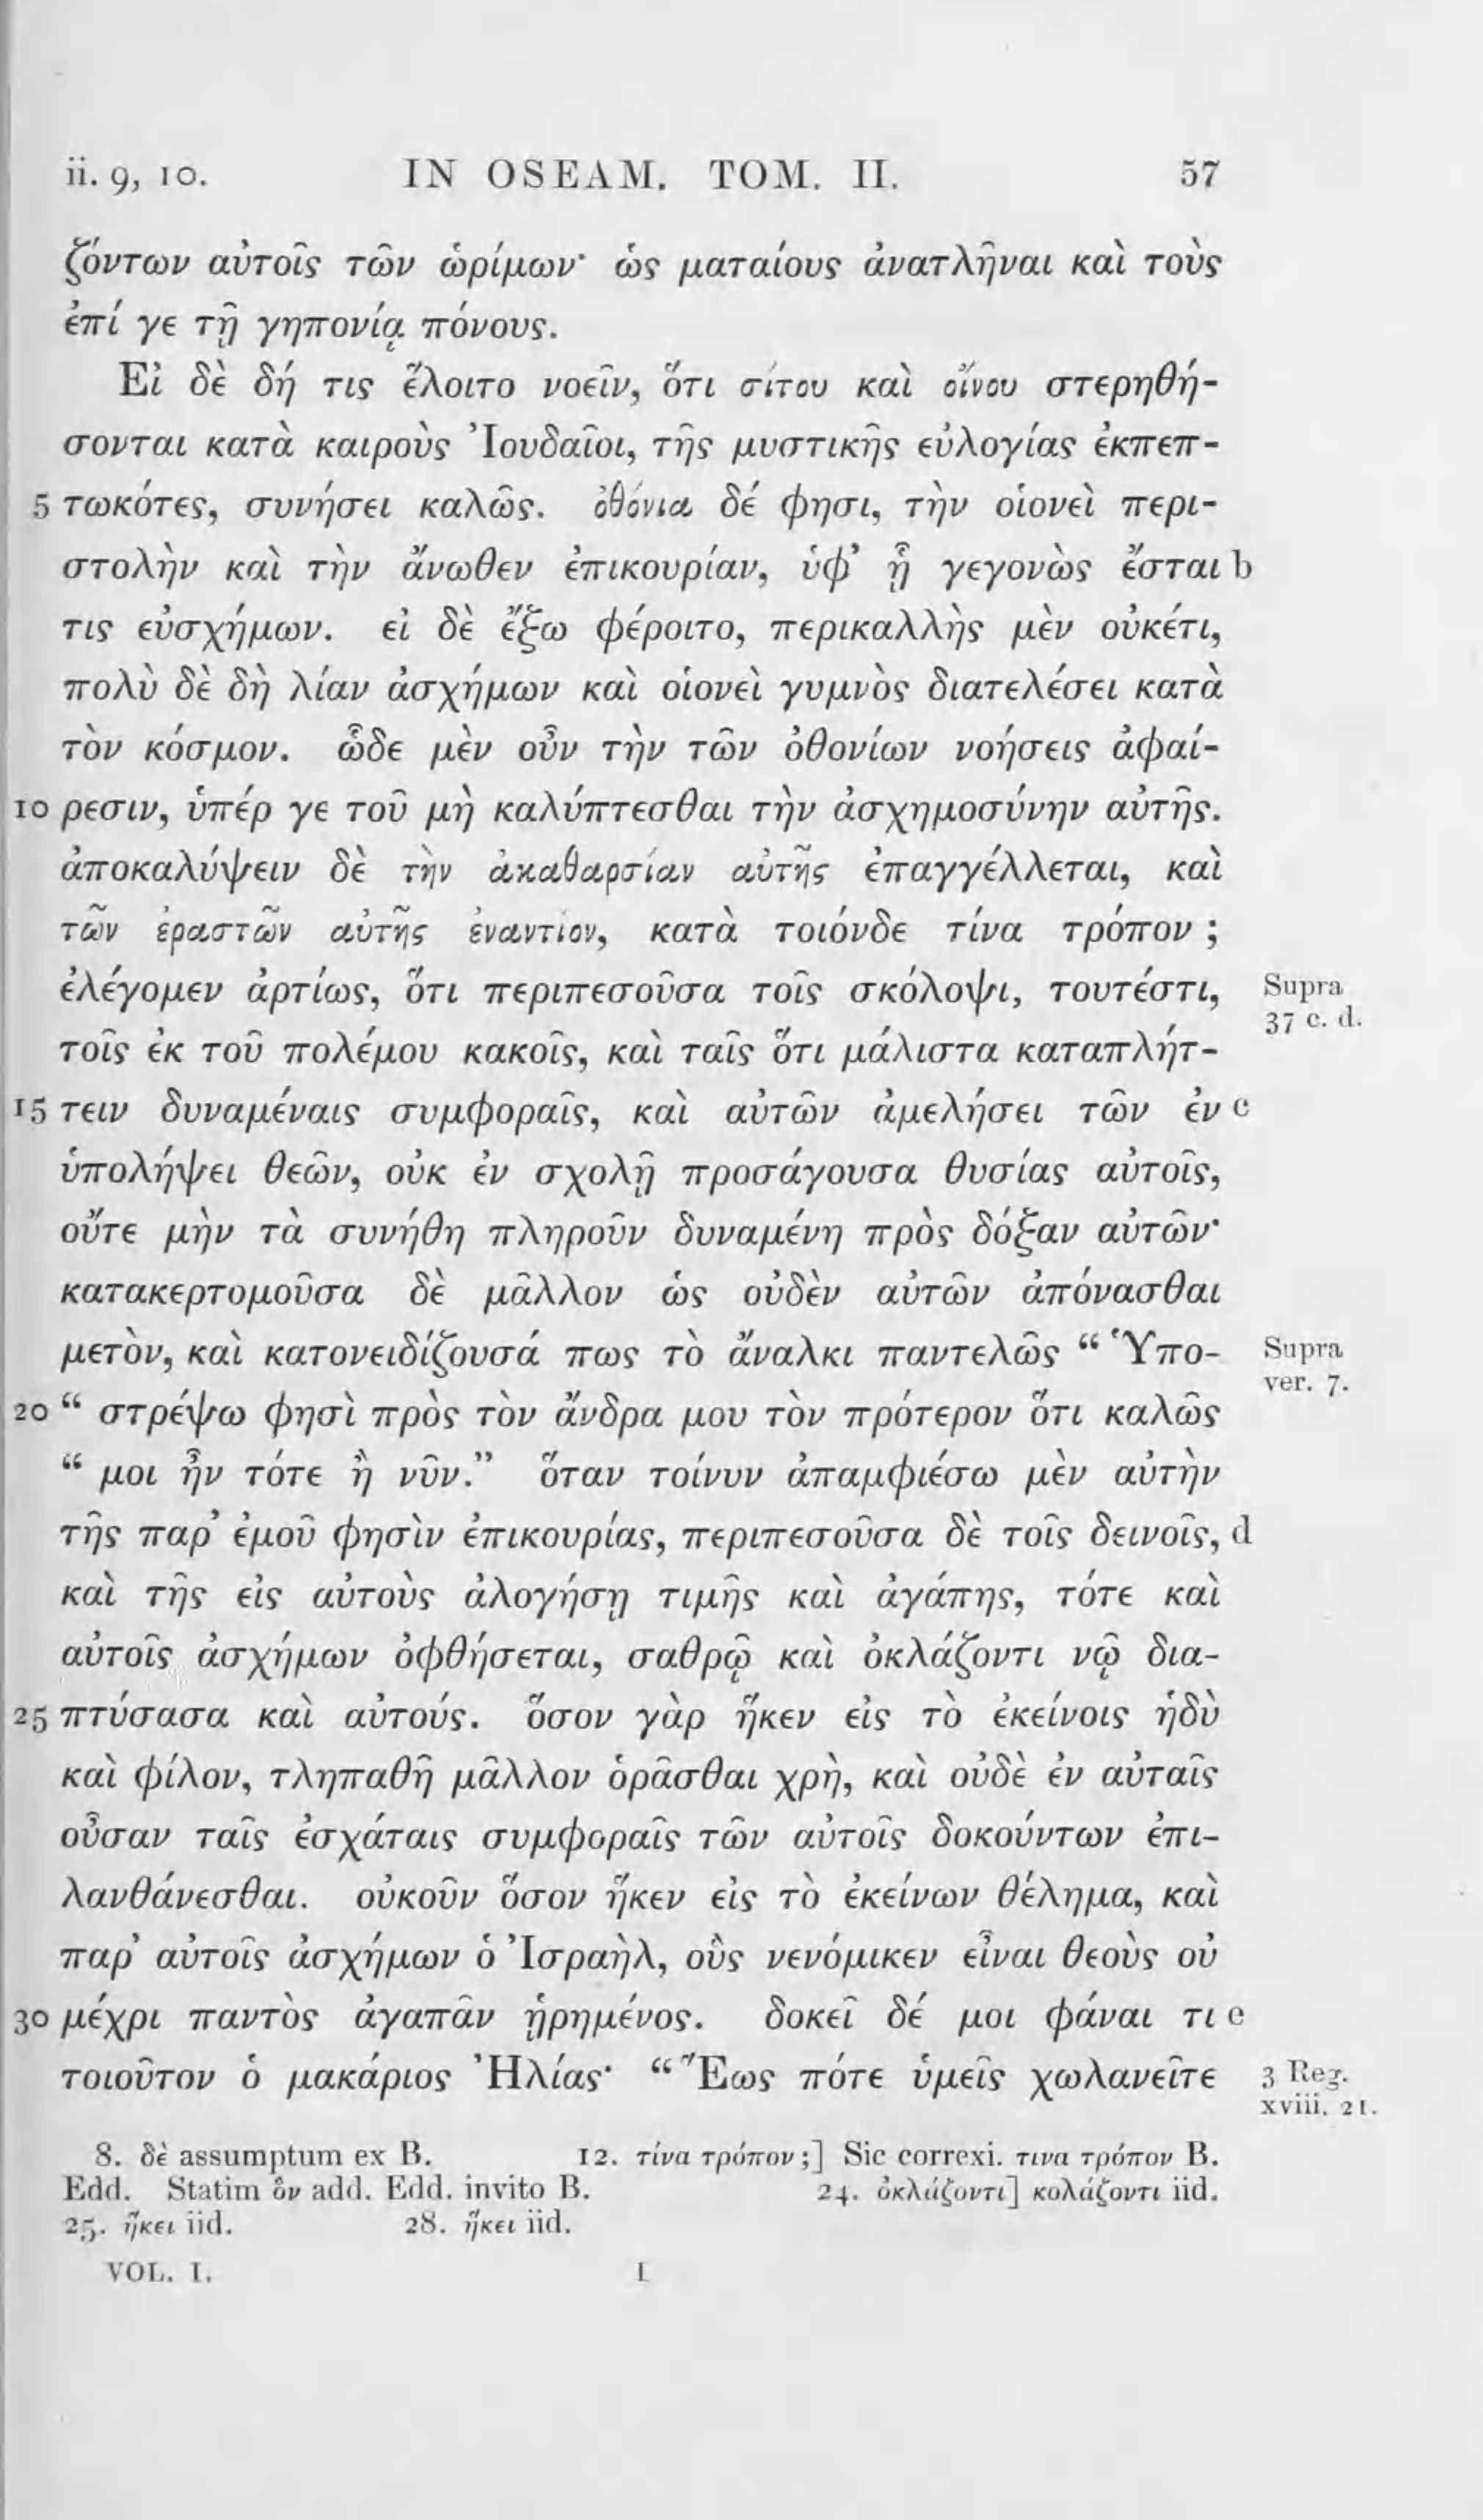 ii. 9, 10. IN OSEAM. TOM. II. 57
ζόντων αὐτοῖς τῶν ὡρίμων· ὡς ματαίους ἀνατλῆναι καὶ τοὺς
ἐπί γε τῇ γηπονίᾳ πόνους.
Εἰ δὲ δή τις ἕλοιτο νοεῖν, ὅτι σίτου καὶ οἴνου στερηθή-
σονται κατὰ καιροὺς Ἰουδαῖοι, τῆς μυστικῆς εὐλογίας ἐκπεπ-
5 τωκότες, συνήσει καλῶς. ὀθόνια δέ φησι, τὴν οἱονεὶ περι-
στολὴν καὶ τὴν ἄνωθεν ἐπικουρίαν, ὑφ’ ᾗ γεγονὼς ἔσται b
τις εὐσχήμων. εἰ δὲ ἔξω φέροιτο, περικαλλὴς μὲν οὐκέτι,
πολὺ δὲ δὴ λίαν ἀσχήμων καὶ οἱονεὶ γυμνὸς διατελέσει κατὰ
τὸν κόσμον. ὧδε μὲν οὖν τὴν τῶν ὀθονίων νοήσεις ἀφαί-
10 ρεσιν, ὑπέρ γε τοῦ μὴ καλύπτεσθαι τὴν ἀσχημοσύνην αὐτῆς.
ἀποκαλύψειν δὲ τὴν ἀκαθαρσίαν αὐτῆς ἐπαγγέλλεται, καὶ
τῶν ἐραστῶν αὐτῆς ἐναντίον, κατὰ τοιόνδε τίνα τρόπον ;
ἐλέγομεν ἀρτίως, ὅτι περιπεσοῦσα τοῖς σκόλοψι, τουτέστι, Supra
37 c. d.
τοῖς ἐκ τοῦ πολέμου κακοῖς, καὶ ταῖς ὅτι μάλιστα καταπλήτ-
15 τειν δυναμέναις συμφοραῖς, καὶ αὐτῶν ἀμελήσει τῶν ἐν c
ὑπολήψει θεῶν, οὐκ ἐν σχολῇ προσάγουσα θυσίας αὐτοῖς,
οὔτε μὴν τὰ συνήθη πληροῦν δυναμένη πρὸς δόξαν αὐτῶν·
κατακερτομοῦσα δὲ μᾶλλον ὡς οὐδὲν αὐτῶν ἀπόνασθαι
μετὸν, καὶ κατονειδίζουσά πως τὸ ἄναλκι παντελῶς “ Ὑπο- Supra
ver. 7.
20 “ στρέψω φησὶ πρὸς τὸν ἄνδρα μου τὸν πρότερον ὅτι καλῶς
“ μοι ἦν τότε ἢ νῦν.” ὅταν τοίνυν ἀπαμφιέσω μὲν αὐτὴν
τῆς παρ’ ἐμοῦ φησὶν ἐπικουρίας, περιπεσοῦσα δὲ τοῖς δεινοῖς, d
καὶ τῆς εἰς αὐτοὺς ἀλογήσῃ τιμῆς καὶ ἀγάπης, τότε καὶ
αὐτοῖς ἀσχήμων ὀφθήσεται, σαθρῷ καὶ ὀκλάζοντι νῷ δια-
25 πτύσασα καὶ αὐτούς. ὅσον γὰρ ἧκεν εἰς τὸ ἐκείνοις ἡδὺ
καὶ φίλον, τληπαθῆ μᾶλλον ὁρᾶσθαι χρὴ, καὶ οὐδὲ ἐν αὐταῖς
οὖσαν ταῖς ἐσχάταις συμφοραῖς τῶν αὐτοῖς δοκούντων ἐπι-
λανθάνεσθαι. οὐκοῦν ὅσον ἧκεν εἰς τὸ ἐκείνων θέλημα, καὶ
παρ’ αὐτοῖς ἀσχήμων ὁ Ἰσραὴλ, οὓς νενόμικεν εἶναι θεοὺς οὐ
30 μέχρι παντὸς ἀγαπᾶν ᾑρημένος. δοκεῖ δέ μοι φάναι τι e
τοιοῦτον ὁ μακάριος Ἠλίας· “ Ἕως πότε ὑμεῖς χωλανεῖτε 3 Reg.
xviii. 21.
8. δὲ assumptum ex B. 12. τίνα τρόπον ;] Sic correxi. τινα τρόπον B.
Edd. Statim ὃν add. Edd. invito B. 24. ὀκλάζοντι] κολάζοντι iid.
25. ἥκει iid. 28. ἥκει iid.
VOL. I. I